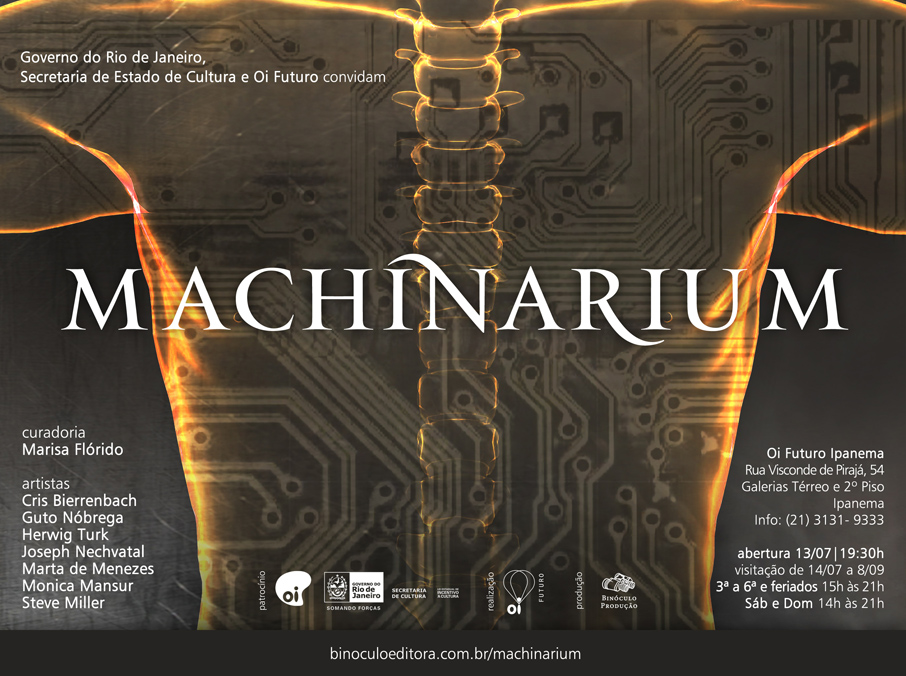 Governo do Rio de Janeiro,
Secretaria de Estado de Cultura e Oi Futuro convidam
MACHINARIUM
curadoria
Marisa Flórido
artistas
Cris Bierrenbach
Guto Nóbrega
Herwig Turk
Joseph Nechvatal
Marta de Menezes
Monica Mansur
Steve Miller
Oi Futuro Ipanema
Rua Visconde de Pirajá, 54
Galerias Térreo e 2º Piso
Ipanema
Info: (21) 3131- 9333
abertura 13/07|19:30h
visitação de 14/07 a 8/09
3ª a 6ª e feriados 15h às 21h
Sáb e Dom 14h às 21h
patrocínio
oi
GOVERNO DO
Rio de
Janeiro
SOMANDO FORÇAS
SECRETARIA
DE CULTURA
INCENTIVO
À CULTURA
realização
oi
FUTURO
produção
BINÓCULO
PRODUÇÃO
binoculoeditora.com.br/machinarium